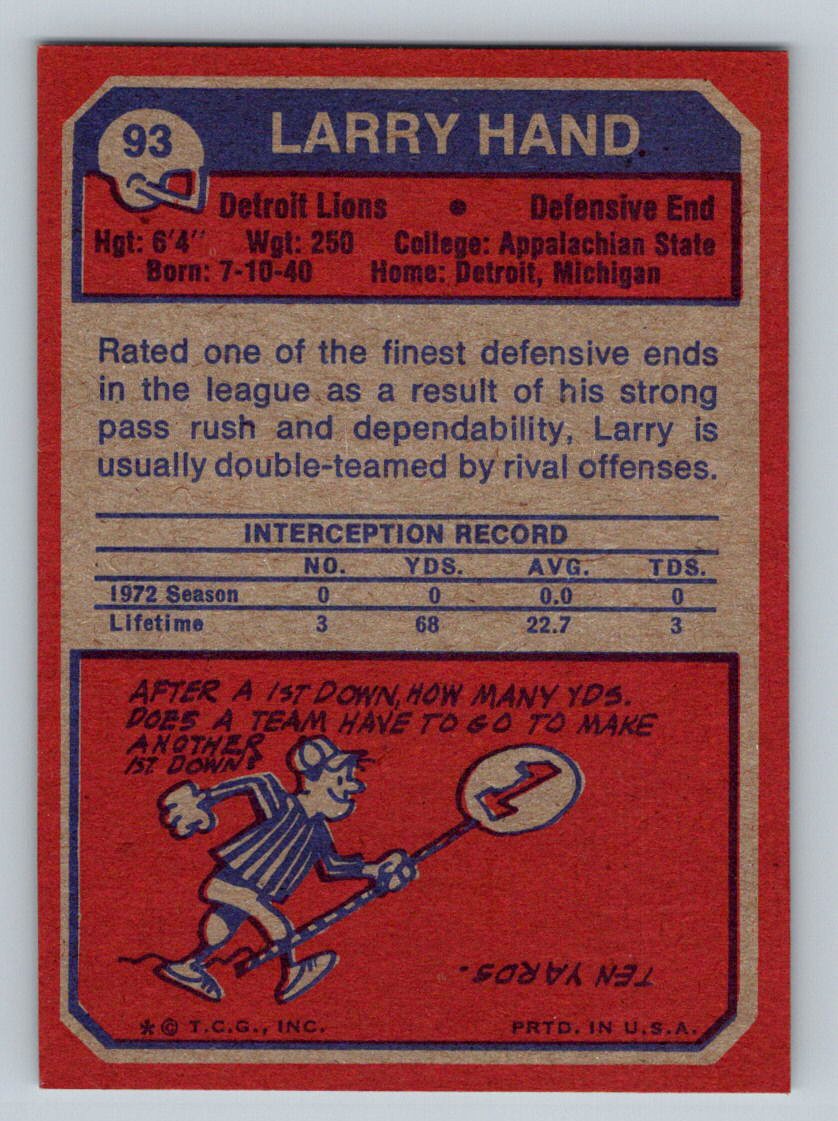 93
LARRY HAND
Detroit Lions • Defensive End
Hgt: 6'4" Wgt: 250 College: Appalachian State
Born: 7-10-40 Home: Detroit, Michigan
Rated one of the finest defensive ends
in the league as a result of his strong
pass rush and dependability, Larry is
usually double-teamed by rival offenses.
INTERCEPTION RECORD
NO. YDS. AVG. TDS.
1972 Season 0 0 0.0 0
Lifetime 3 68 22.7 3
AFTER A 1ST DOWN, HOW MANY YDS.
DOES A TEAM HAVE TO GO TO MAKE
ANOTHER
1ST DOWN?
1
TEN YARDS.
* © T.C.G., INC. PRTD. IN U.S.A.